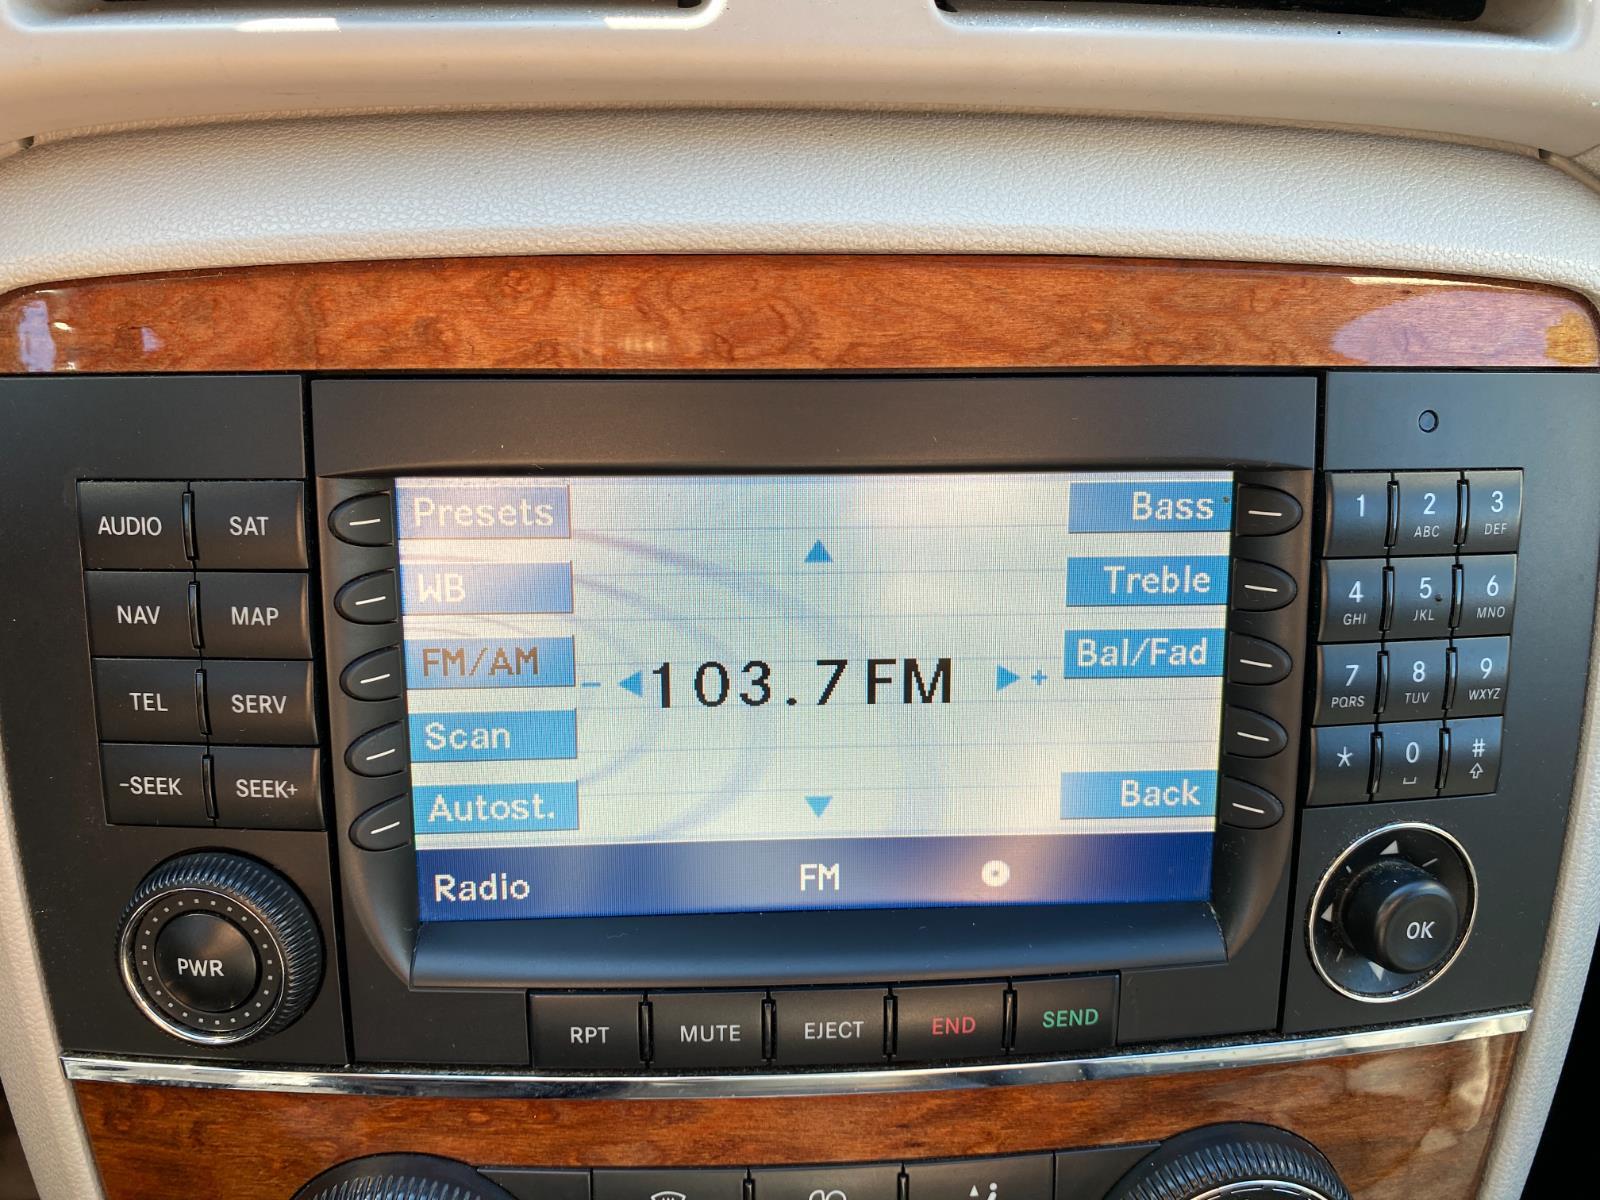 AUDIO SAT
NAV MAP
TEL SERV
-SEEK SEEK+
PWR
Presets
WB
FM/AM
Scan
Autost.
- 103.7 FM +
Bass
Treble
Bal/Fad
Back
Radio FM
RPT MUTE EJECT END SEND
1 2 ABC 3 DEF
4 GHI 5 JKL 6 MNO
7 PQRS 8 TUV 9 WXYZ
* 0 #
OK